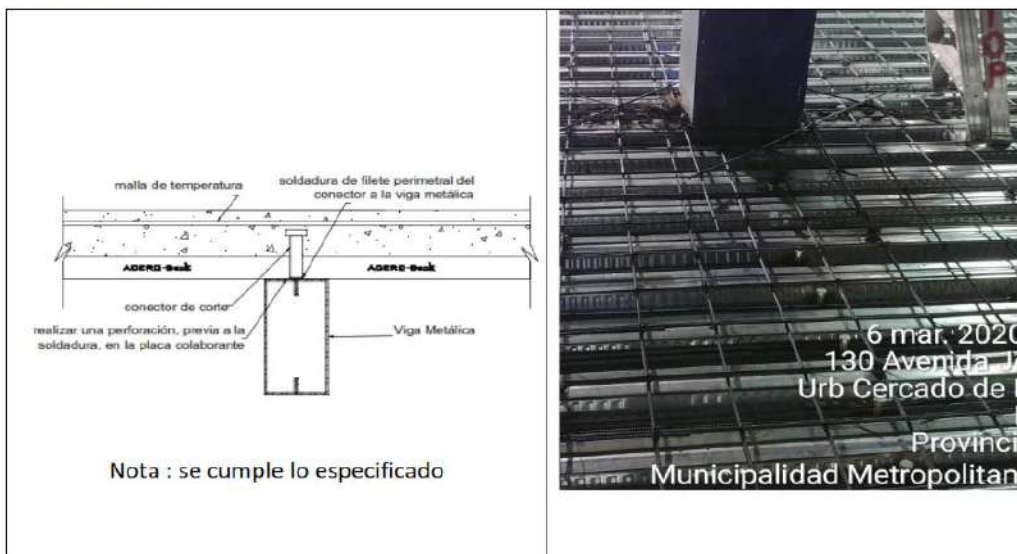 malla de temperatura
soldadura de filete perimetral del
conector a la viga metálica
ACERO-Deck
ACERO-Deck
conector de corte
realizar una perforación, previa a la
soldadura, en la placa colaborante
Viga Metálica
Nota : se cumple lo especificado
TOP
6 mar. 2020
130 Avenida
Urb Cercado de
Provinci
Municipalidad Metropolitan